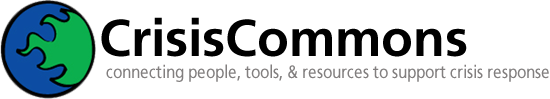 CrisisCommons
connecting people, tools, & resources to support crisis response